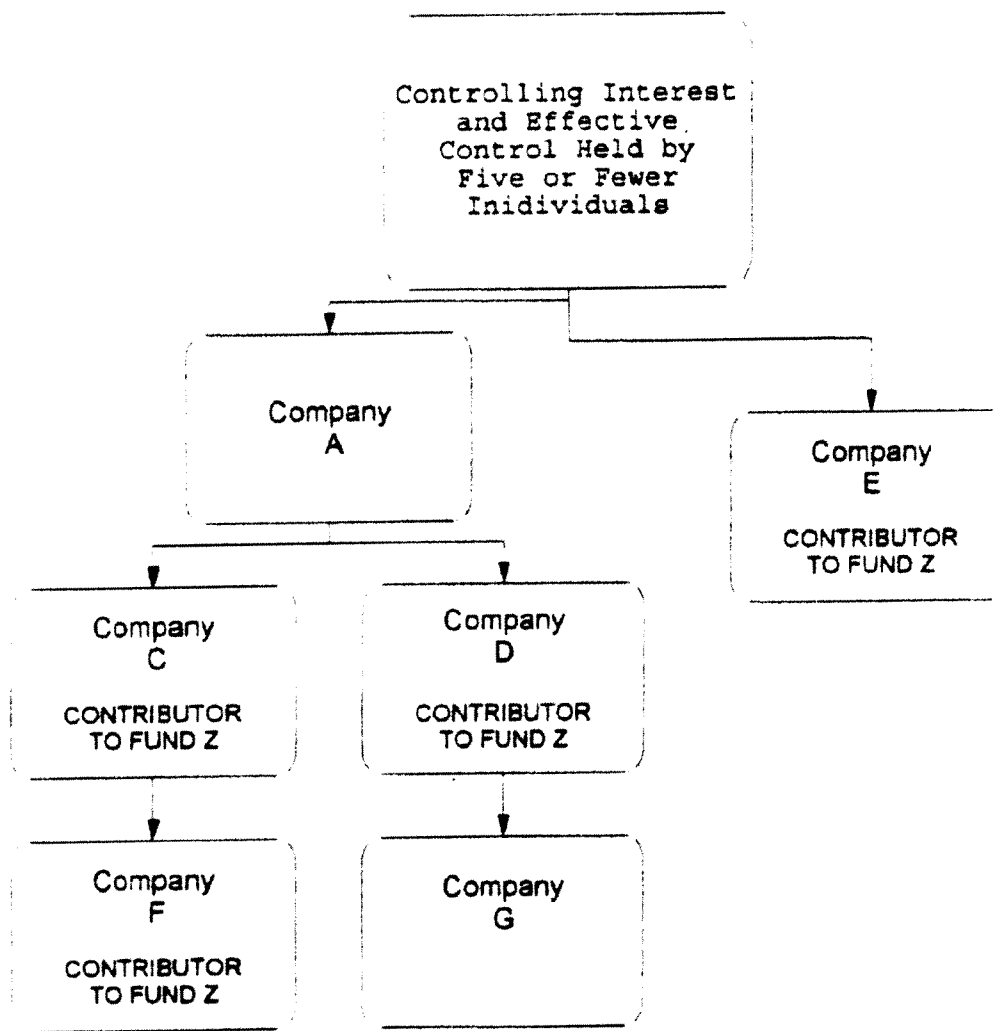 Controlling Interest
and Effective
Control Held by
Five or Fewer
Inidividuals
Company
A
Company
E
CONTRIBUTOR
TO FUND Z
Company
C
CONTRIBUTOR
TO FUND Z
Company
D
CONTRIBUTOR
TO FUND Z
Company
F
CONTRIBUTOR
TO FUND Z
Company
G